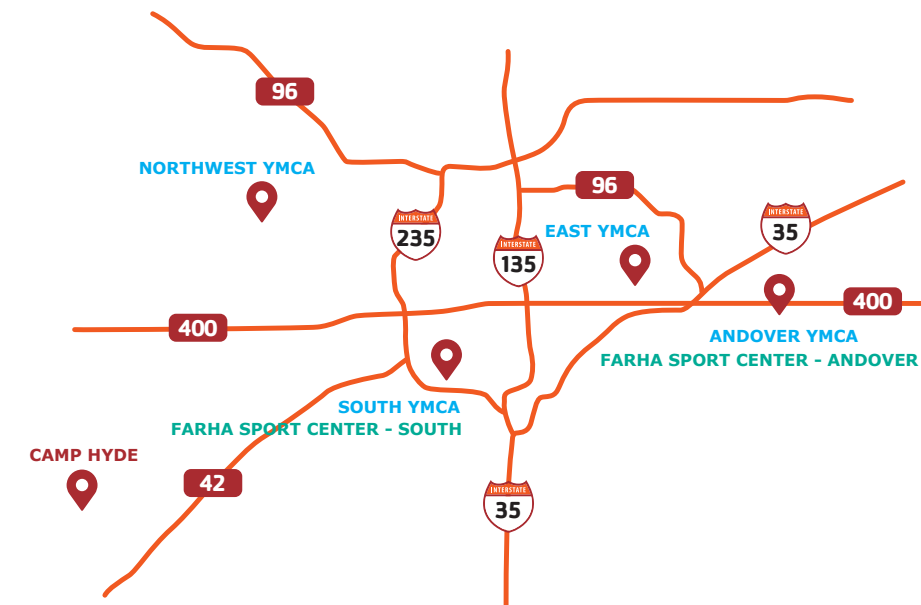 96
NORTHWEST YMCA
96
INTERSTATE
235
INTERSTATE
135
EAST YMCA
INTERSTATE
35
400
400
ANDOVER YMCA
FARHA SPORT CENTER - ANDOVER
SOUTH YMCA
FARHA SPORT CENTER - SOUTH
CAMP HYDE
42
INTERSTATE
35